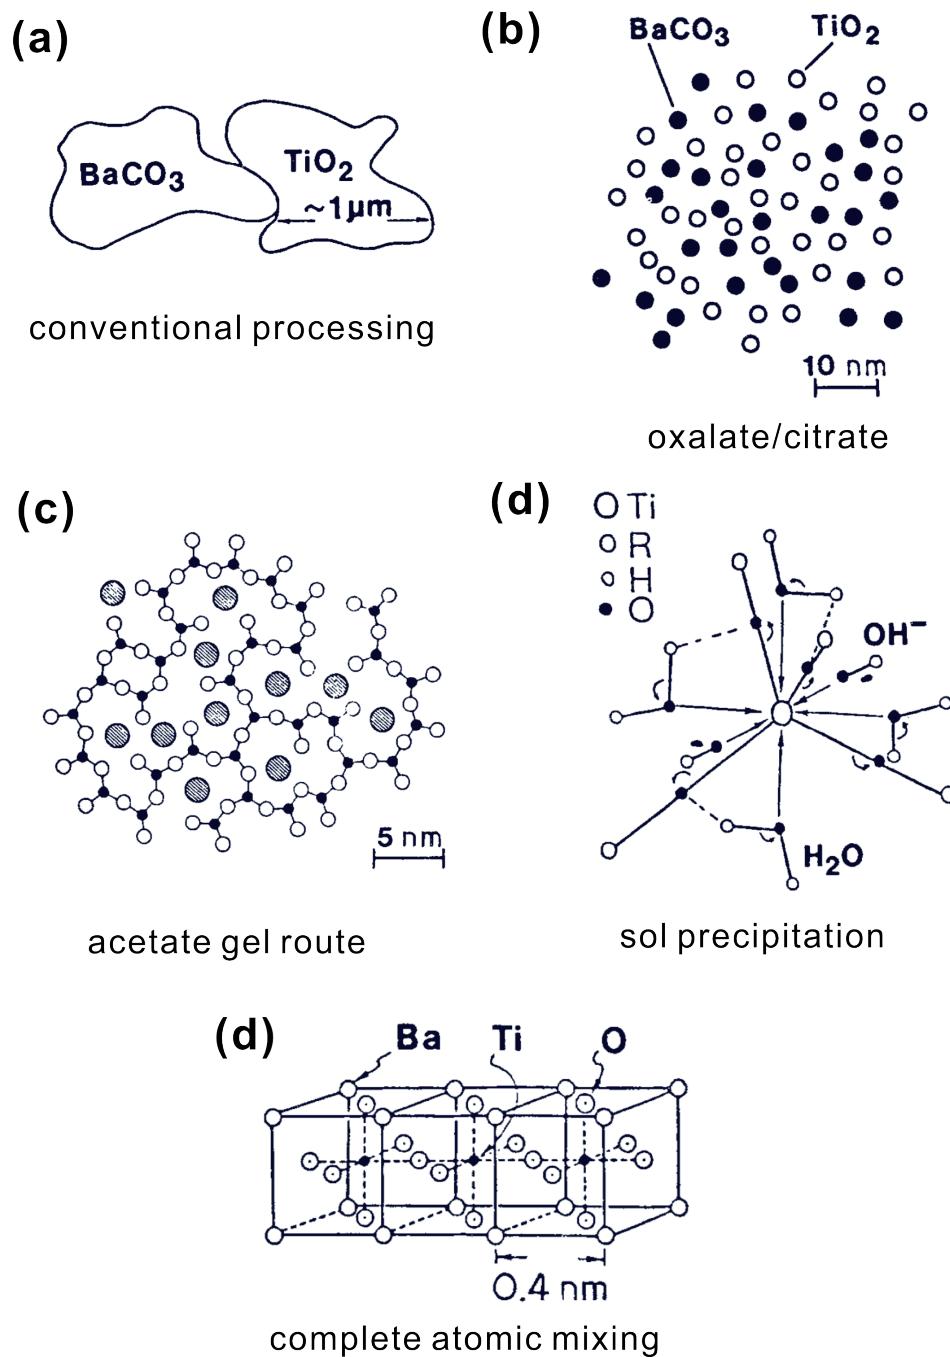 (a)
BaCO₃
TiO₂
~1μm
conventional processing
(b)
BaCO₃
TiO₂
10 nm
oxalate/citrate
(c)
5 nm
acetate gel route
(d)
Ti
R
H
O
OH⁻
H₂O
sol precipitation
(d)
Ba
Ti
O
0.4 nm
complete atomic mixing